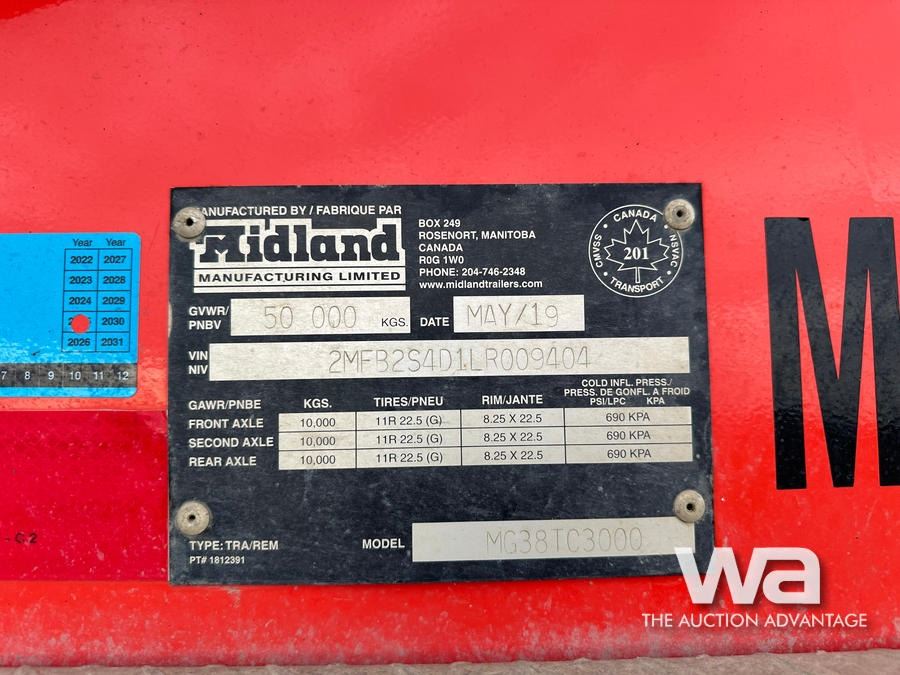 MANUFACTURED BY / FABRIQUE PAR
Midland
MANUFACTURING LIMITED
BOX 249
ROSENORT, MANITOBA
CANADA
R0G 1W0
PHONE: 204-746-2348
www.midlandtrailers.com
CANADA
CMVSS 201 NSVAC
TRANSPORT
GVWR/
PNBV 50 000 KGS. DATE MAY/19
VIN
NIV 2MFB2S4D1LR009404
COLD INFL. PRESS./
PRESS. DE GONFL. A FROID
GAWR/PNBE KGS. TIRES/PNEU RIM/JANTE PSI/LPC KPA
FRONT AXLE 10,000 11R 22.5 (G) 8.25 X 22.5 690 KPA
SECOND AXLE 10,000 11R 22.5 (G) 8.25 X 22.5 690 KPA
REAR AXLE 10,000 11R 22.5 (G) 8.25 X 22.5 690 KPA
TYPE: TRA/REM MODEL MG38TC3000
PT# 1812391
Year Year
2022 2027
2023 2028
2024 2029
2030
2026 2031
7 8 9 10 11 12
-C2
M
wa
THE AUCTION ADVANTAGE